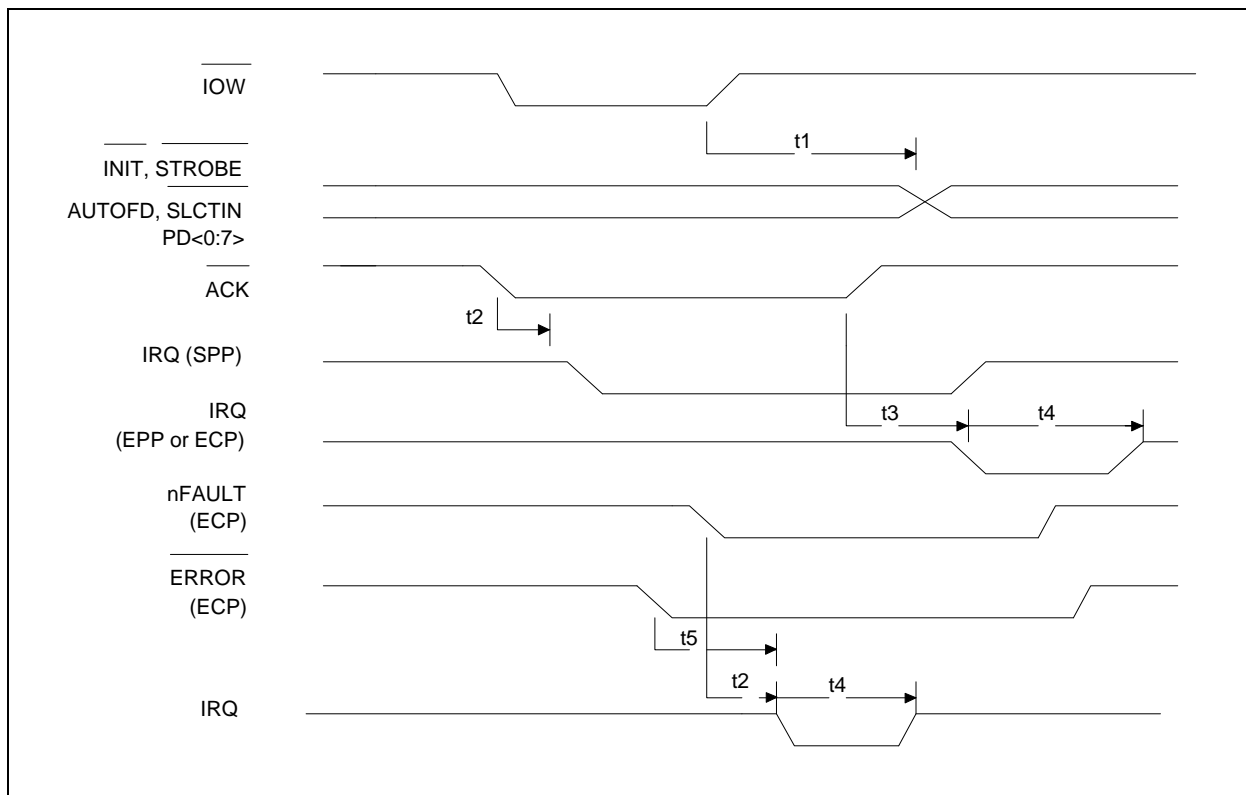 IOW
t1
INIT, STROBE
AUTOFD, SLCTIN
PD<0:7>
ACK
t2
IRQ (SPP)
IRQ
(EPP or ECP)
t3
t4
nFAULT
(ECP)
ERROR
(ECP)
t5
t2
t4
IRQ